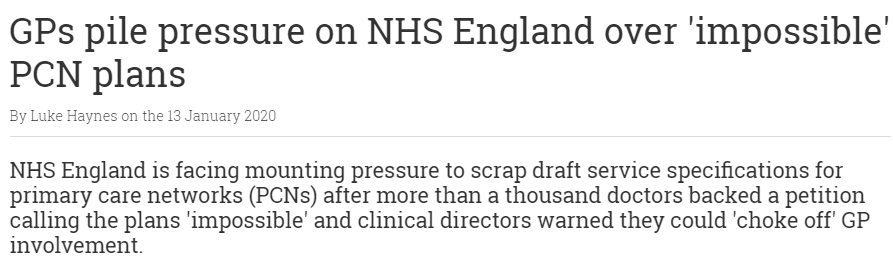 GPs pile pressure on NHS England over 'impossible'
PCN plans
By Luke Haynes on the 13 January 2020
NHS England is facing mounting pressure to scrap draft service specifications for
primary care networks (PCNs) after more than a thousand doctors backed a petition
calling the plans 'impossible' and clinical directors warned they could 'choke off' GP
involvement.